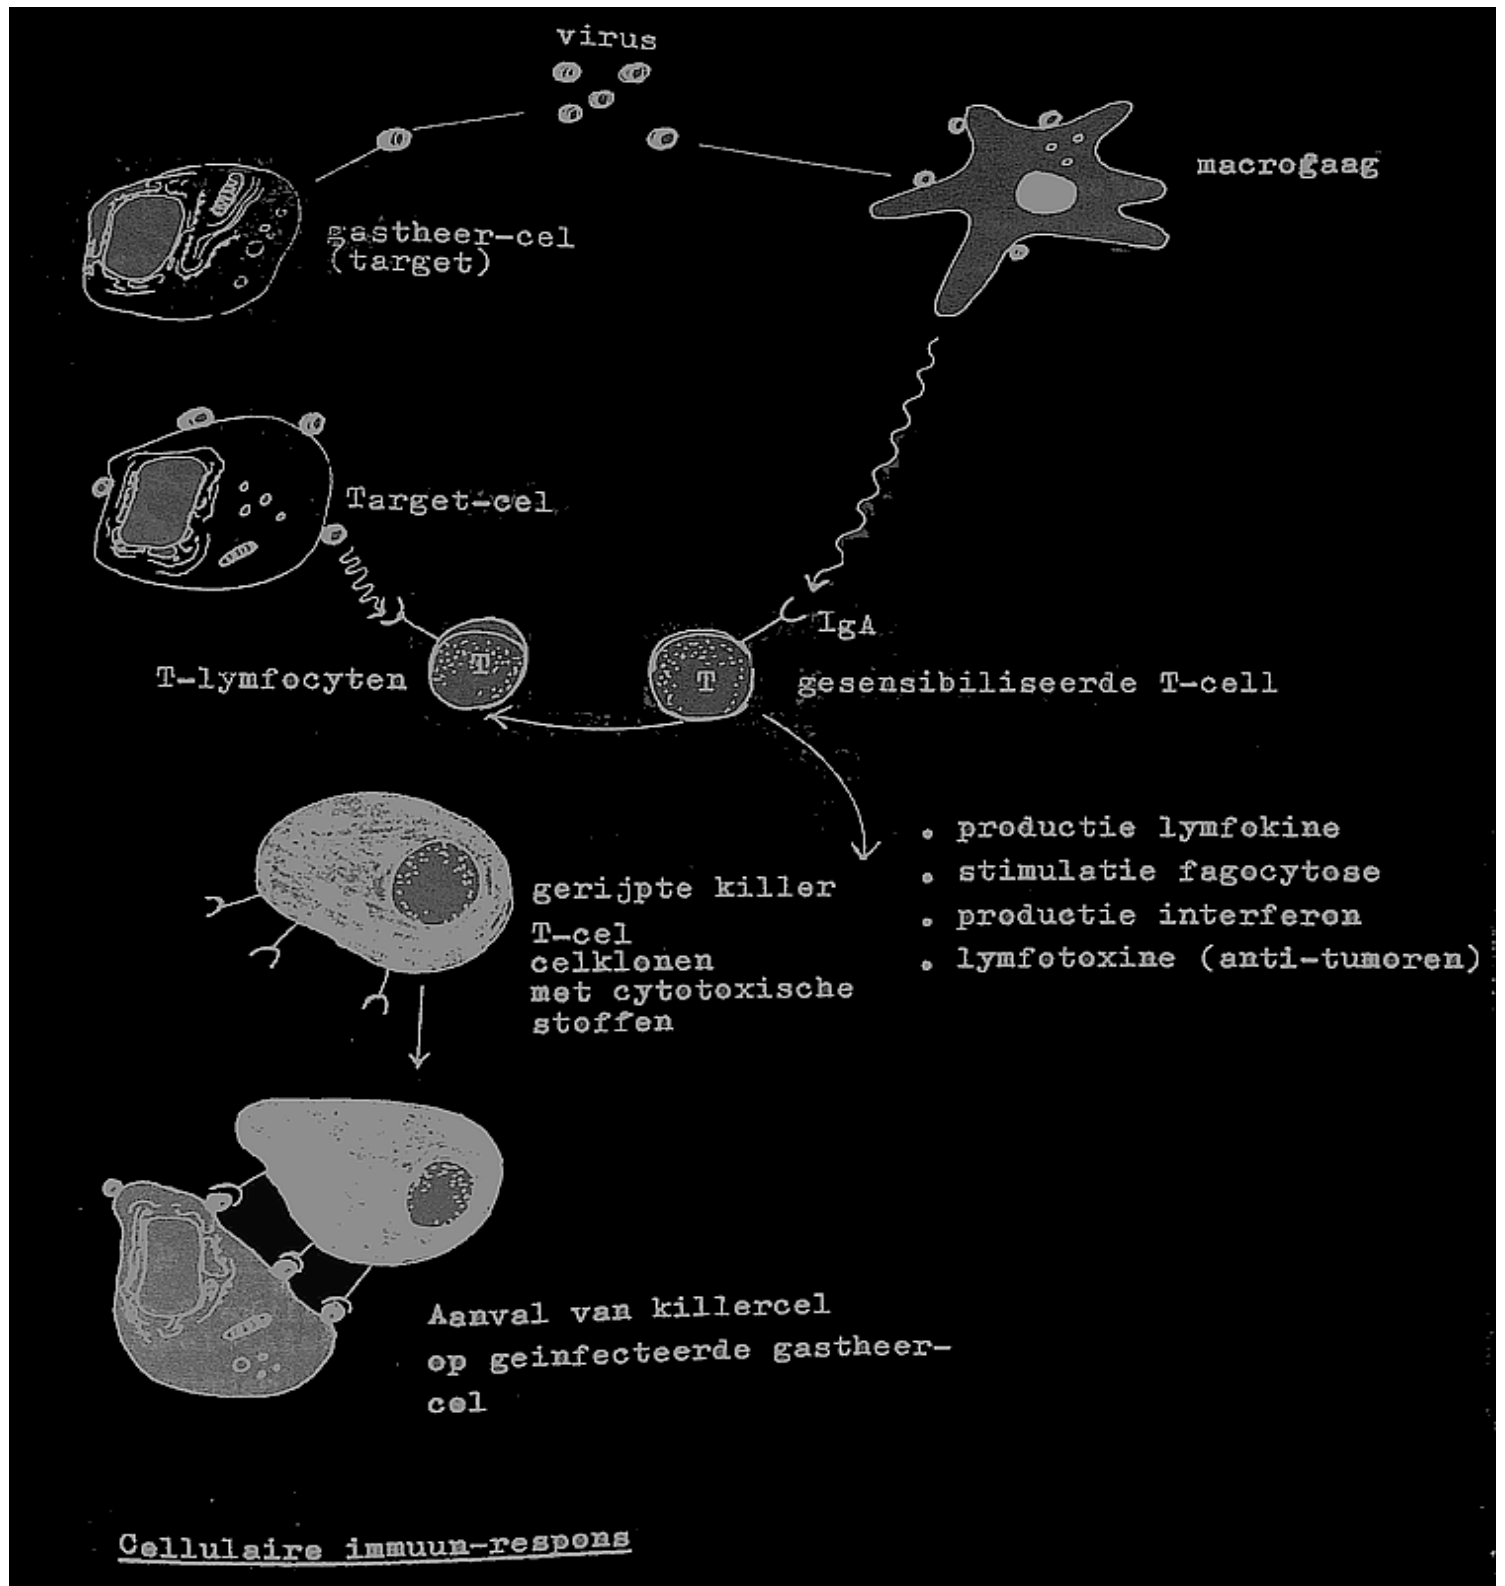 virus
macrofaag
gastheer-cel
(target)
Target-cel
IgA
T
T
T-lymfocyten
gesensibiliseerde T-cell
. productie lymfokine
. stimulatie fagocytose
. productie interferon
. lymfotoxine (anti-tumoren)
gerijpte killer
T-cel
celklonen
met cytotoxische
stoffen
Aanval van killercel
op geinfecteerde gastheer-
cel
Cellulaire immuun-respons